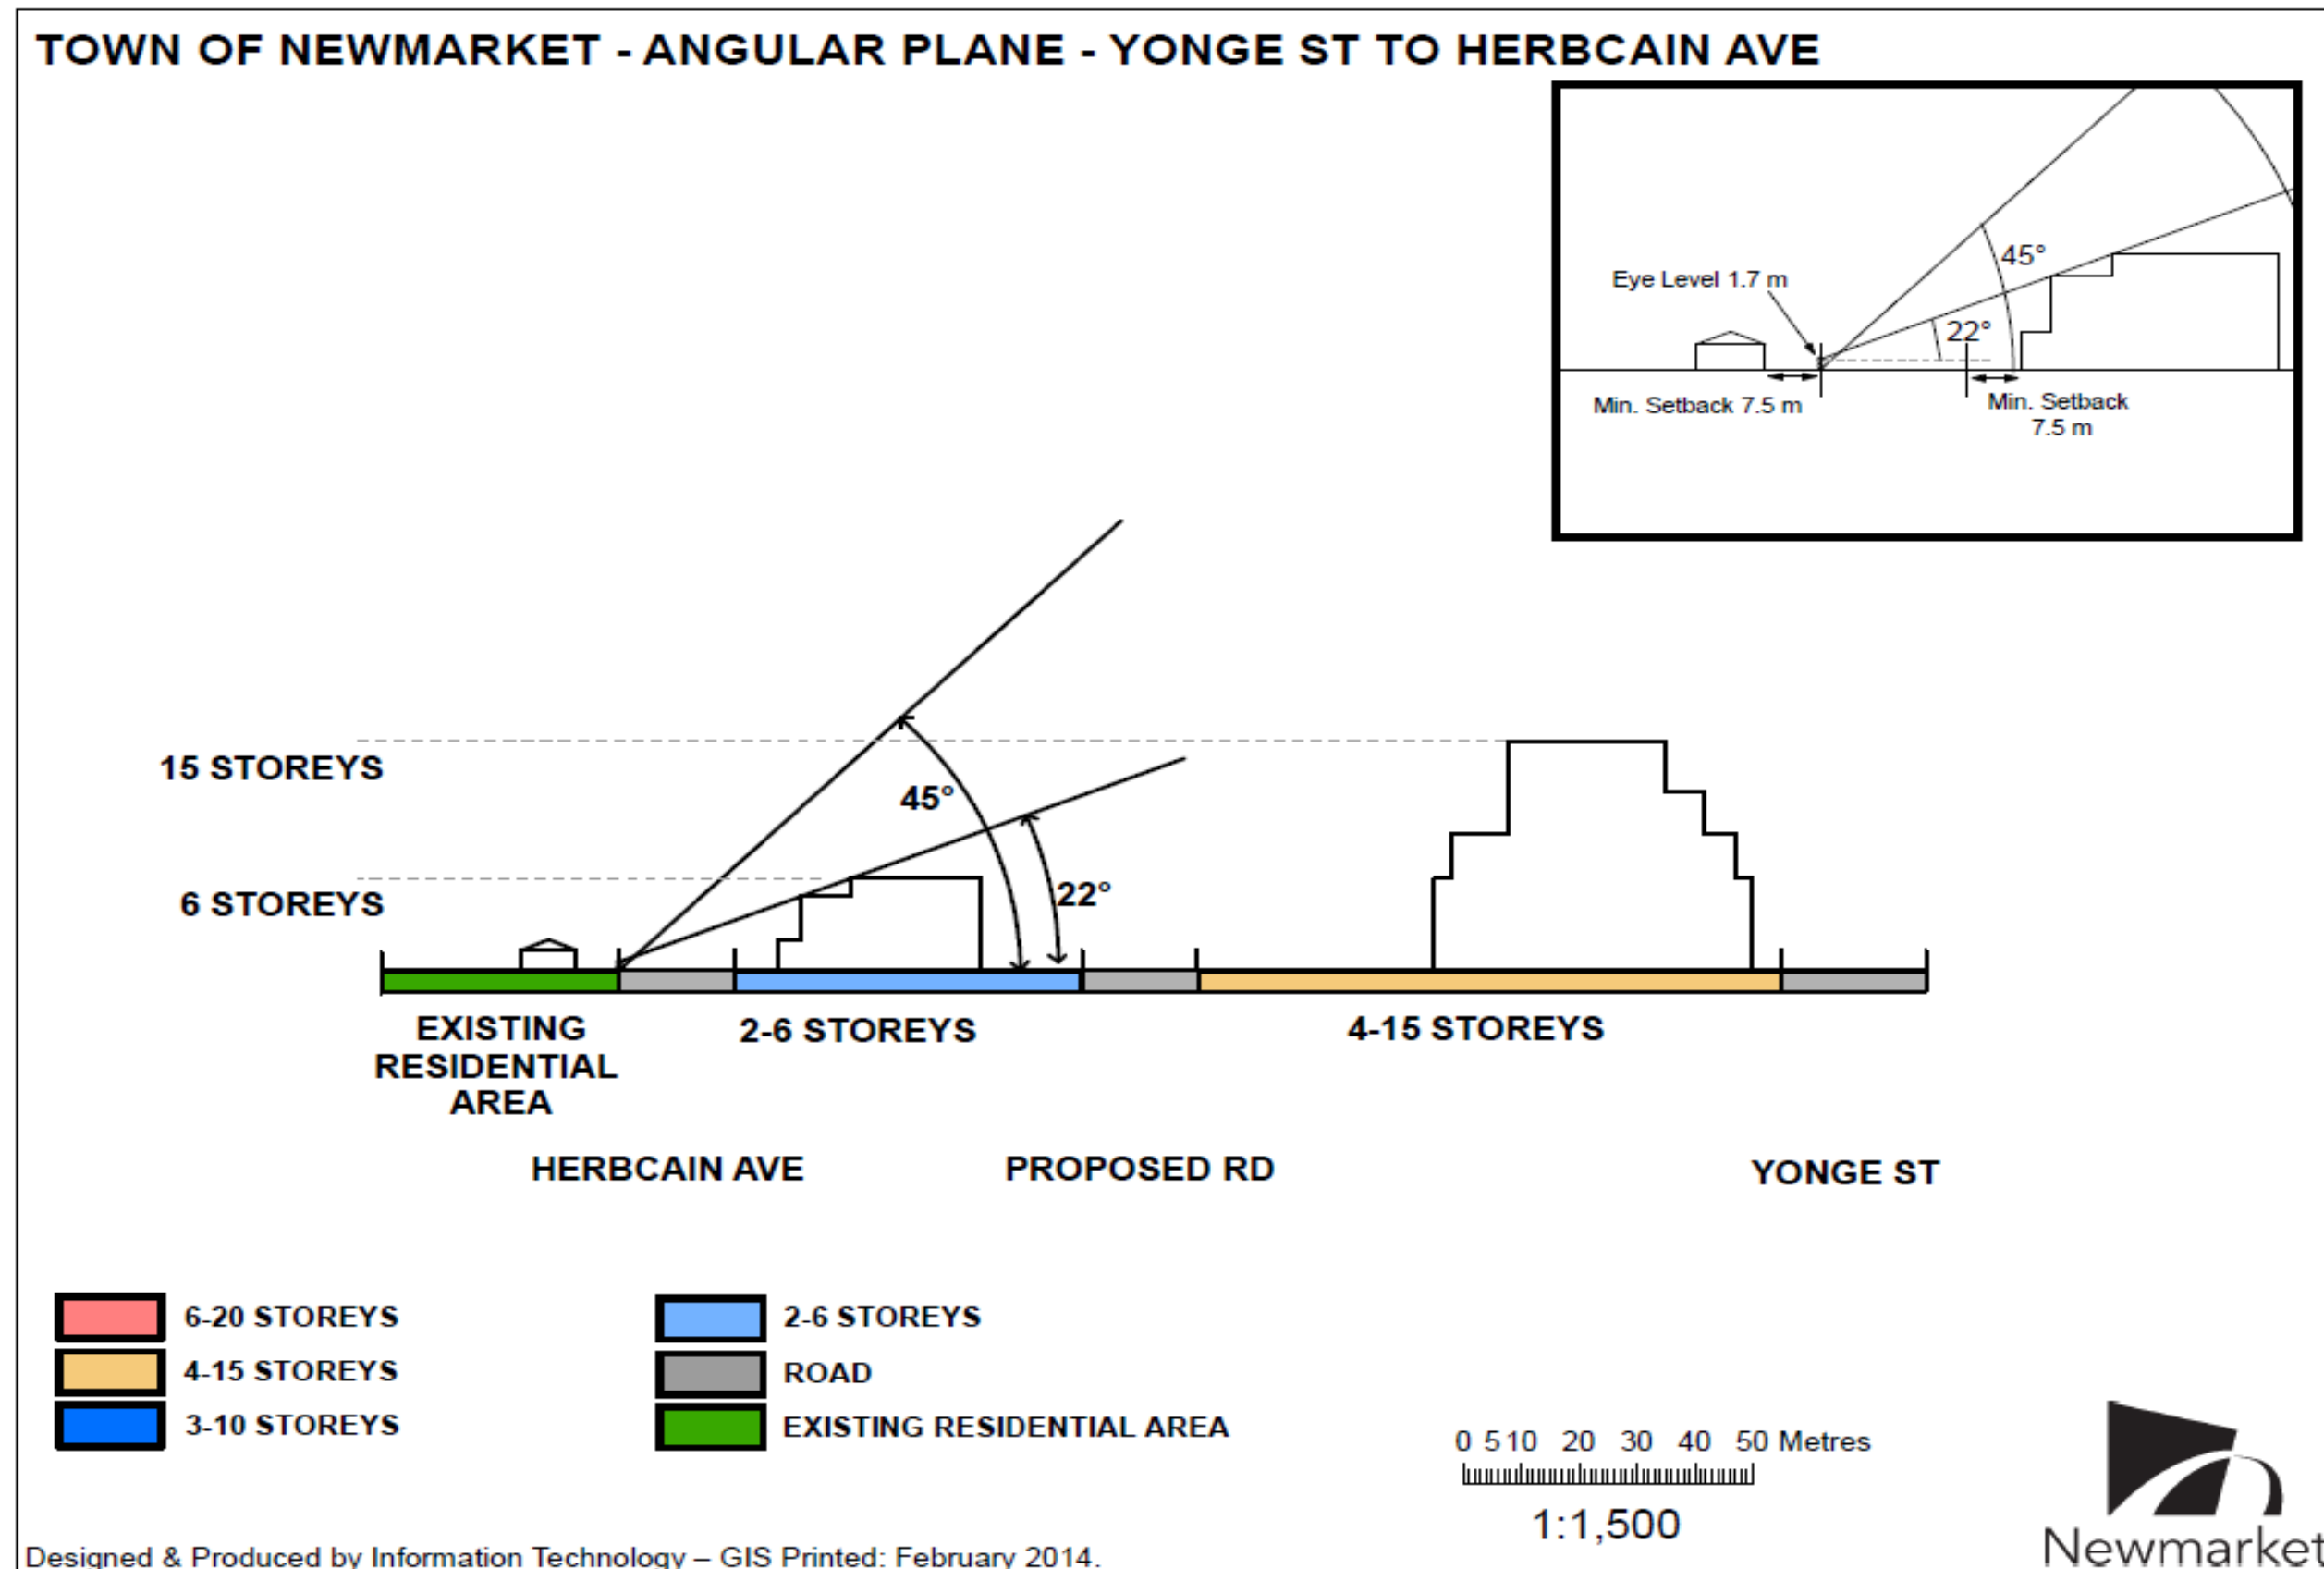 TOWN OF NEWMARKET - ANGULAR PLANE - YONGE ST TO HERBCAIN AVE
45°
Eye Level 1.7 m
22°
Min. Setback 7.5 m
Min. Setback
7.5 m
15 STOREYS
45°
6 STOREYS
22°
EXISTING
RESIDENTIAL
AREA
2-6 STOREYS
4-15 STOREYS
HERBCAIN AVE
PROPOSED RD
YONGE ST
6-20 STOREYS
4-15 STOREYS
3-10 STOREYS
2-6 STOREYS
ROAD
EXISTING RESIDENTIAL AREA
0 5 10 20 30 40 50 Metres
1:1,500
Newmarket
Designed & Produced by Information Technology – GIS Printed: February 2014.